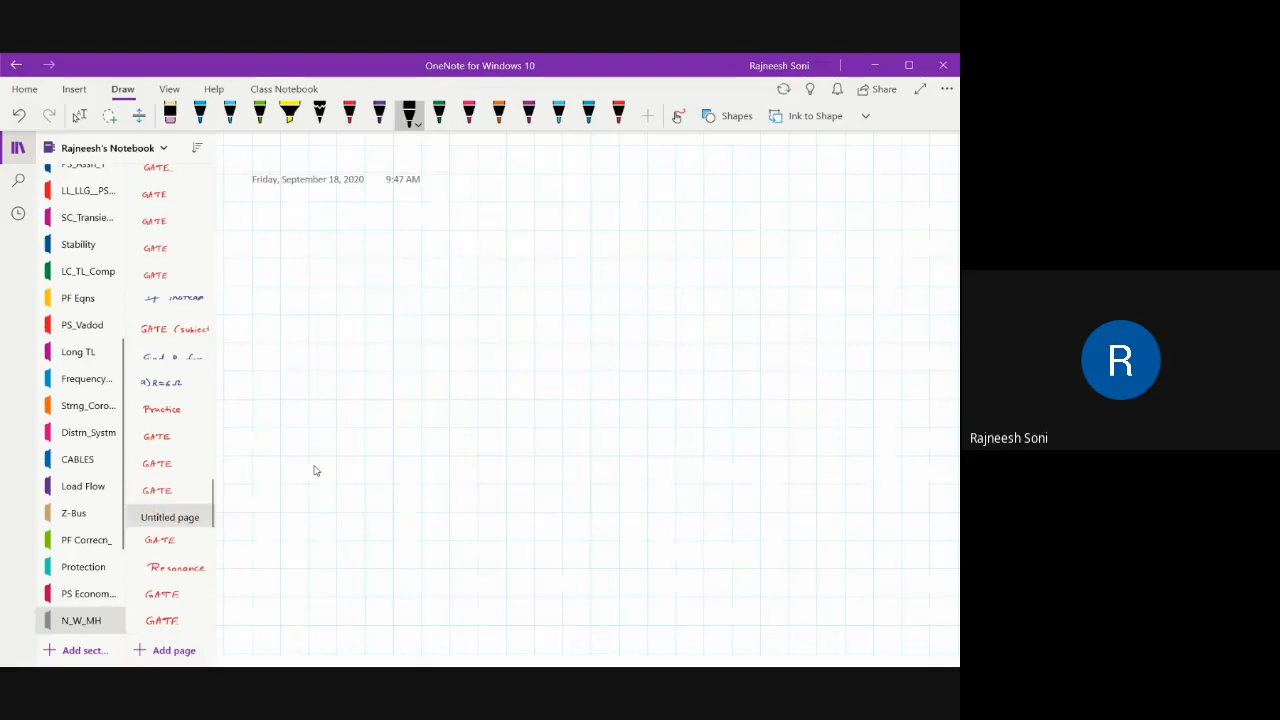 OneNote for Windows 10
Rajneesh Soni
Home Insert Draw View Help Class Notebook
Share
Shapes
Ink to Shape
Rajneesh's Notebook
GATE
LL_LLG__PS...
GATE
SC_Transie...
GATE
Stability
GATE
LC_TL_Comp
GATE
PF Eqns
PS_Vadod
GATE (subject
Long TL
Frequency...
a) R=6Ω
Strng_Coro...
Practice
Distrn_Systm
GATE
CABLES
GATE
Load Flow
GATE
Z-Bus
Untitled page
PF Correcn_
GATE
Protection
Resonance
PS Econom...
GATE
N_W_MH
GATE
Add sect...
Add page
Friday, September 18, 2020 9:47 AM
R
Rajneesh Soni